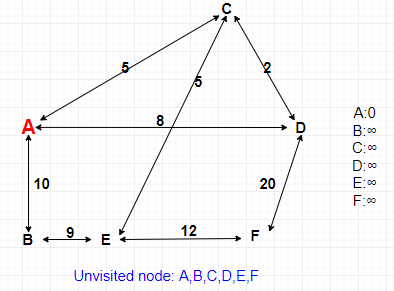 C
5
5
2
A
8
D
A:0
B:∞
C:∞
D:∞
E:∞
F:∞
10
20
B
9
E
12
F
Unvisited node: A,B,C,D,E,F